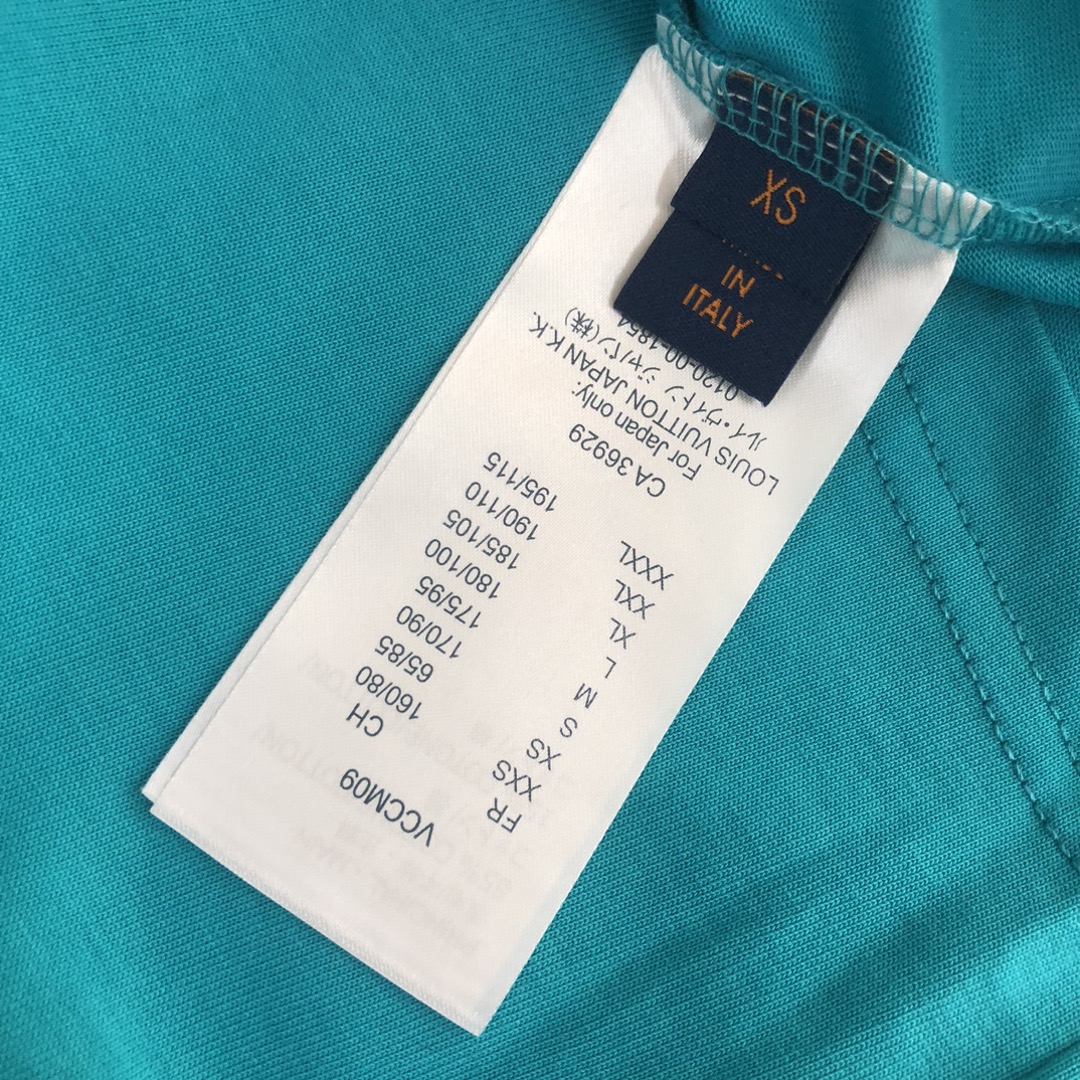 XS
IN
ITALY
VCCM09
FR CH
XXS 160/80
XS 65/85
S 170/90
M 175/95
L 180/100
XL 185/105
XXL 190/110
XXXL 195/115
CA 36929
For Japan only:
LOUIS VUITTON JAPAN K.K.
ルイ・ヴィトン ジャパン(株)
0120-00-1854